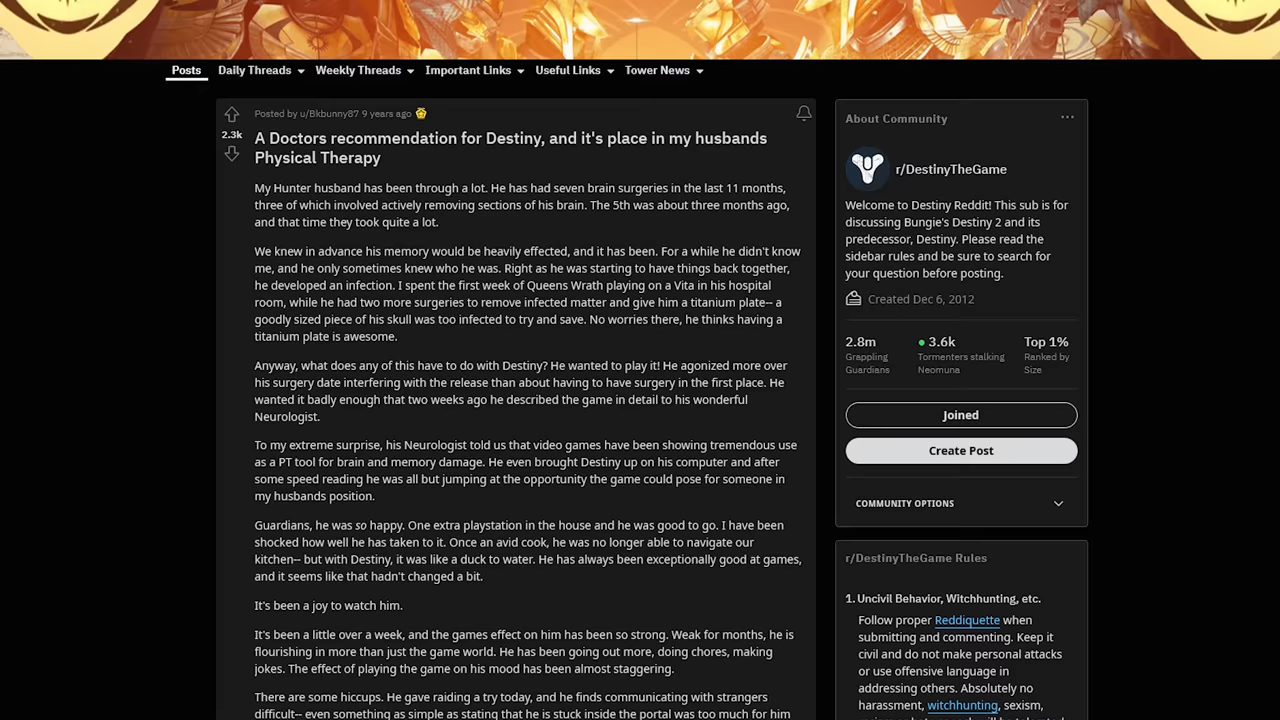 Posts Daily Threads Weekly Threads Important Links Useful Links Tower News
Posted by u/Bkbunny87 9 years ago
2.3k
A Doctors recommendation for Destiny, and it's place in my husbands
Physical Therapy
My Hunter husband has been through a lot. He has had seven brain surgeries in the last 11 months,
three of which involved actively removing sections of his brain. The 5th was about three months ago,
and that time they took quite a lot.
We knew in advance his memory would be heavily effected, and it has been. For a while he didn't know
me, and he only sometimes knew who he was. Right as he was starting to have things back together,
he developed an infection. I spent the first week of Queens Wrath playing on a Vita in his hospital
room, while he had two more surgeries to remove infected matter and give him a titanium plate-- a
goodly sized piece of his skull was too infected to try and save. No worries there, he thinks having a
titanium plate is awesome.
Anyway, what does any of this have to do with Destiny? He wanted to play it! He agonized more over
his surgery date interfering with the release than about having to have surgery in the first place. He
wanted it badly enough that two weeks ago he described the game in detail to his wonderful
Neurologist.
To my extreme surprise, his Neurologist told us that video games have been showing tremendous use
as a PT tool for brain and memory damage. He even brought Destiny up on his computer and after
some speed reading he was all but jumping at the opportunity the game could pose for someone in
my husbands position.
Guardians, he was so happy. One extra playstation in the house and he was good to go. I have been
shocked how well he has taken to it. Once an avid cook, he was no longer able to navigate our
kitchen-- but with Destiny, it was like a duck to water. He has always been exceptionally good at games,
and it seems like that hadn't changed a bit.
It's been a joy to watch him.
It's been a little over a week, and the games effect on him has been so strong. Weak for months, he is
flourishing in more than just the game world. He has been going out more, doing chores, making
jokes. The effect of playing the game on his mood has been almost staggering.
There are some hiccups. He gave raiding a try today, and he finds communicating with strangers
difficult-- even something as simple as stating that he is stuck inside the portal was too much for him
About Community
r/DestinyTheGame
Welcome to Destiny Reddit! This sub is for
discussing Bungie's Destiny 2 and its
predecessor, Destiny. Please read the
sidebar rules and be sure to search for
your question before posting.
Created Dec 6, 2012
2.8m 3.6k Top 1%
Grappling Tormenters stalking Ranked by
Guardians Neomuna Size
Joined
Create Post
COMMUNITY OPTIONS
r/DestinyTheGame Rules
1. Uncivil Behavior, Witchhunting, etc.
Follow proper Reddiquette when
submitting and commenting. Keep it
civil and do not make personal attacks
or use offensive language in
addressing others. Absolutely no
harassment, witchhunting, sexism,